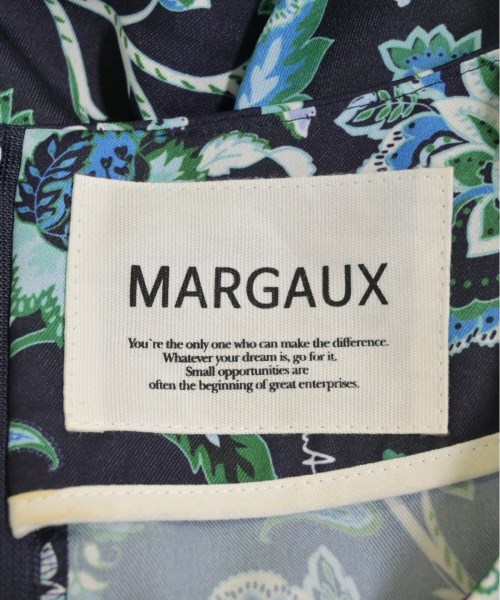 MARGAUX
You`re the only one who can make the difference.
Whatever your dream is, go for it.
Small opportunities are
often the beginning of great enterprises.